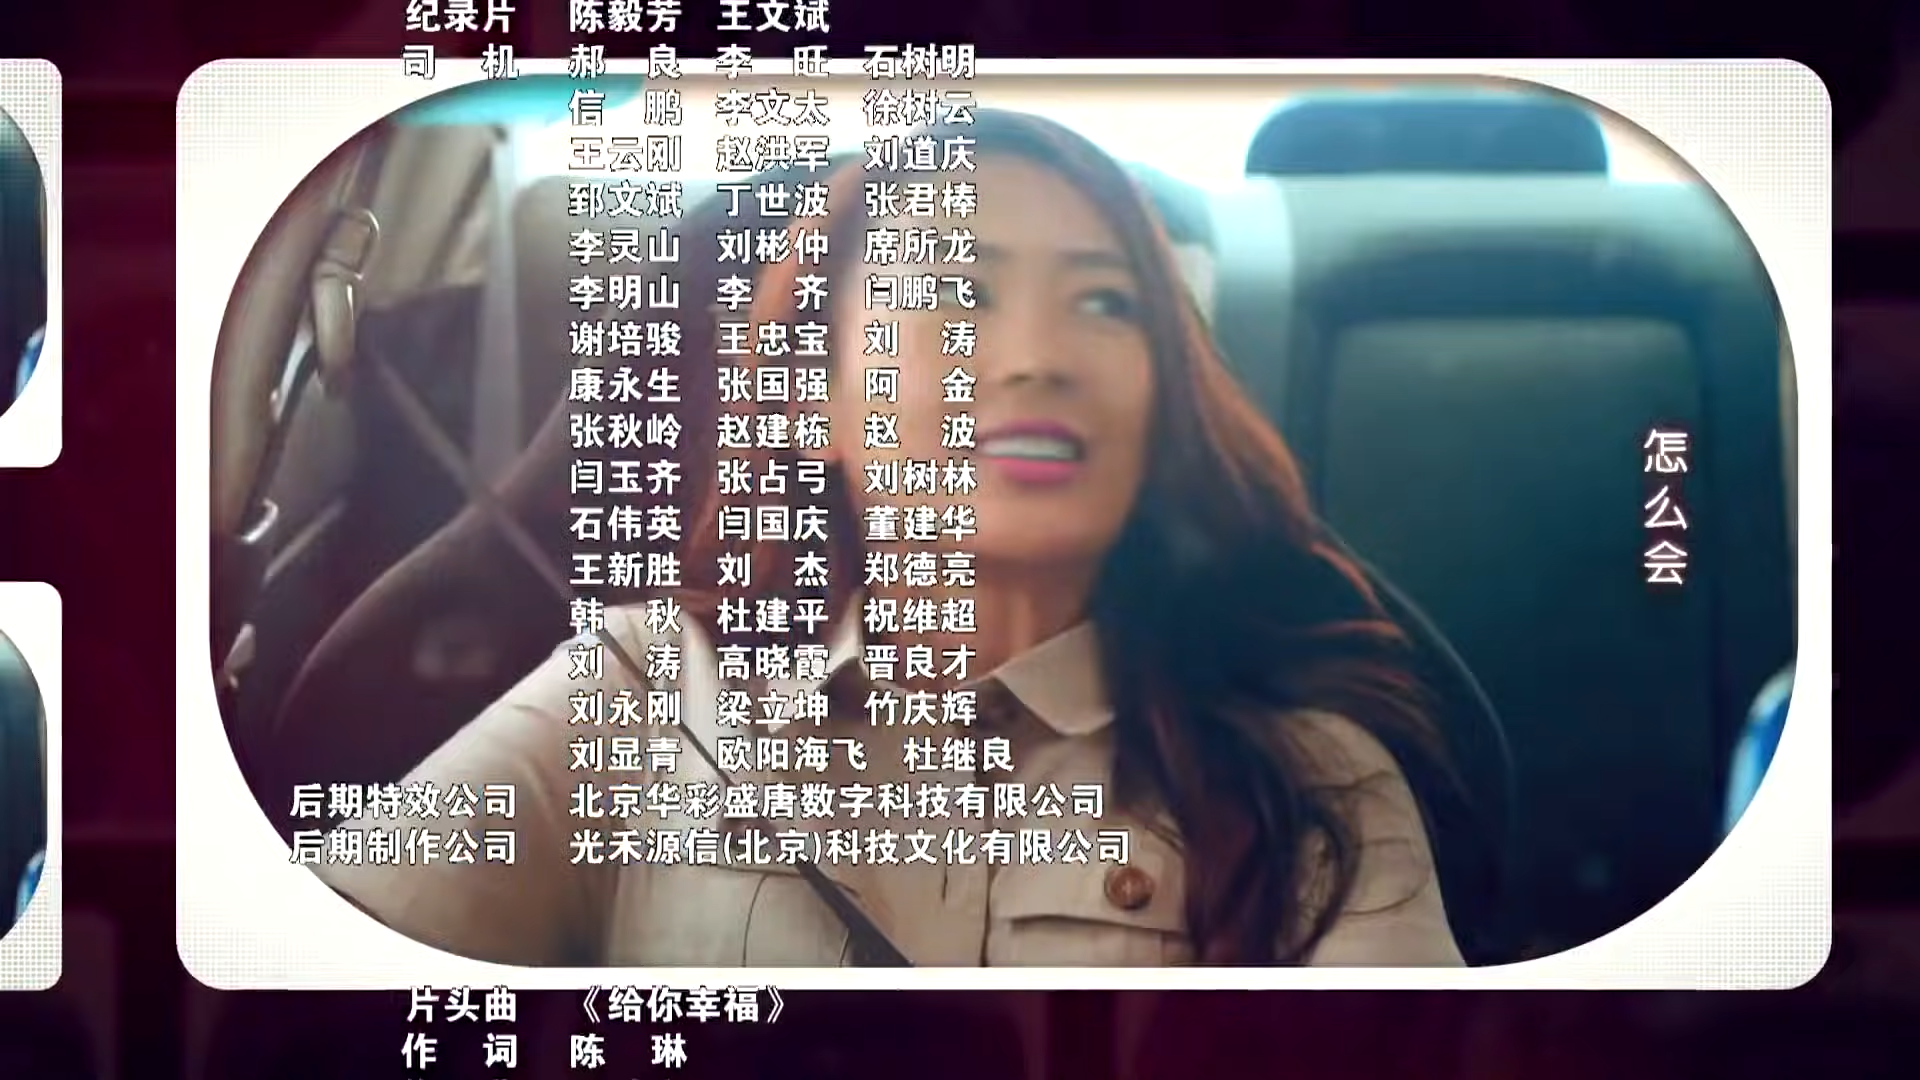 纪录片 陈毅芳 王文斌
司 机 郝 良 李 旺 石树明
信 鹏 李文太 徐树云
王云刚 赵洪军 刘道庆
郅文斌 丁世波 张君棒
李灵山 刘彬仲 席所龙
李明山 李 齐 闫鹏飞
谢培骏 王忠宝 刘 涛
康永生 张国强 阿 金
张秋岭 赵建栋 赵 波
闫玉齐 张占弓 刘树林
石伟英 闫国庆 董建华
王新胜 刘 杰 郑德亮
韩 秋 杜建平 祝维超
刘 涛 高晓霞 晋良才
刘永刚 梁立坤 竹庆辉
刘显青 欧阳海飞 杜继良
后期特效公司 北京华彩盛唐数字科技有限公司
后期制作公司 光禾源信(北京)科技文化有限公司
片头曲 《给你幸福》
作 词 陈 琳
怎么会